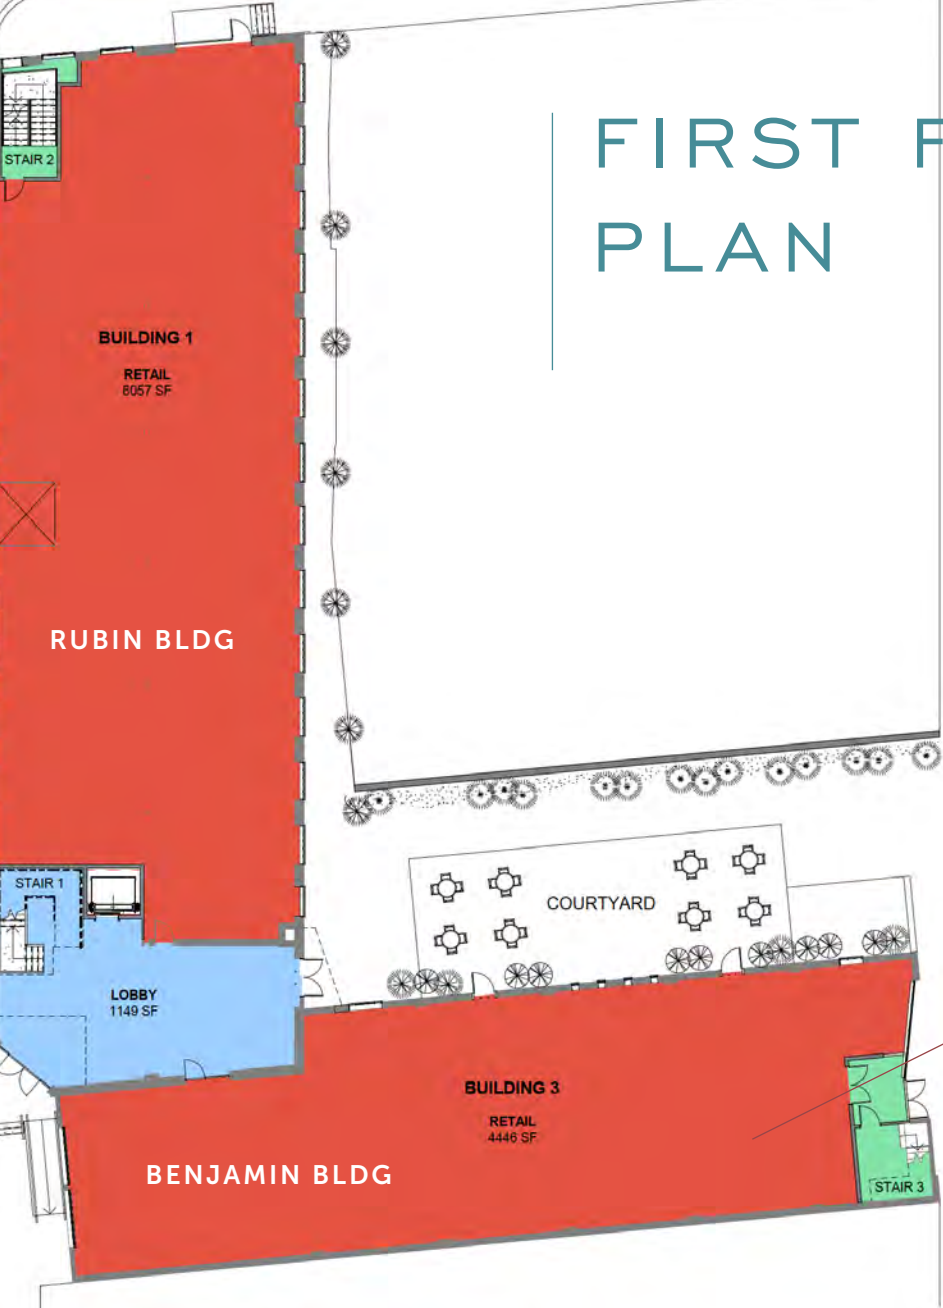 FIRST F
PLAN
STAIR 2
BUILDING 1
RETAIL
8057 SF
RUBIN BLDG
STAIR 1
COURTYARD
LOBBY
1149 SF
BUILDING 3
RETAIL
4446 SF
BENJAMIN BLDG
STAIR 3